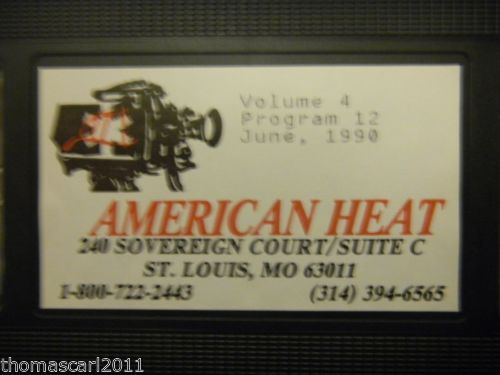 Volume 4
Program 12
June, 1990
AMERICAN HEAT
240 SOVEREIGN COURT/SUITE C
ST. LOUIS, MO 63011
1-800-722-2443 (314) 394-6565
thomascarl2011